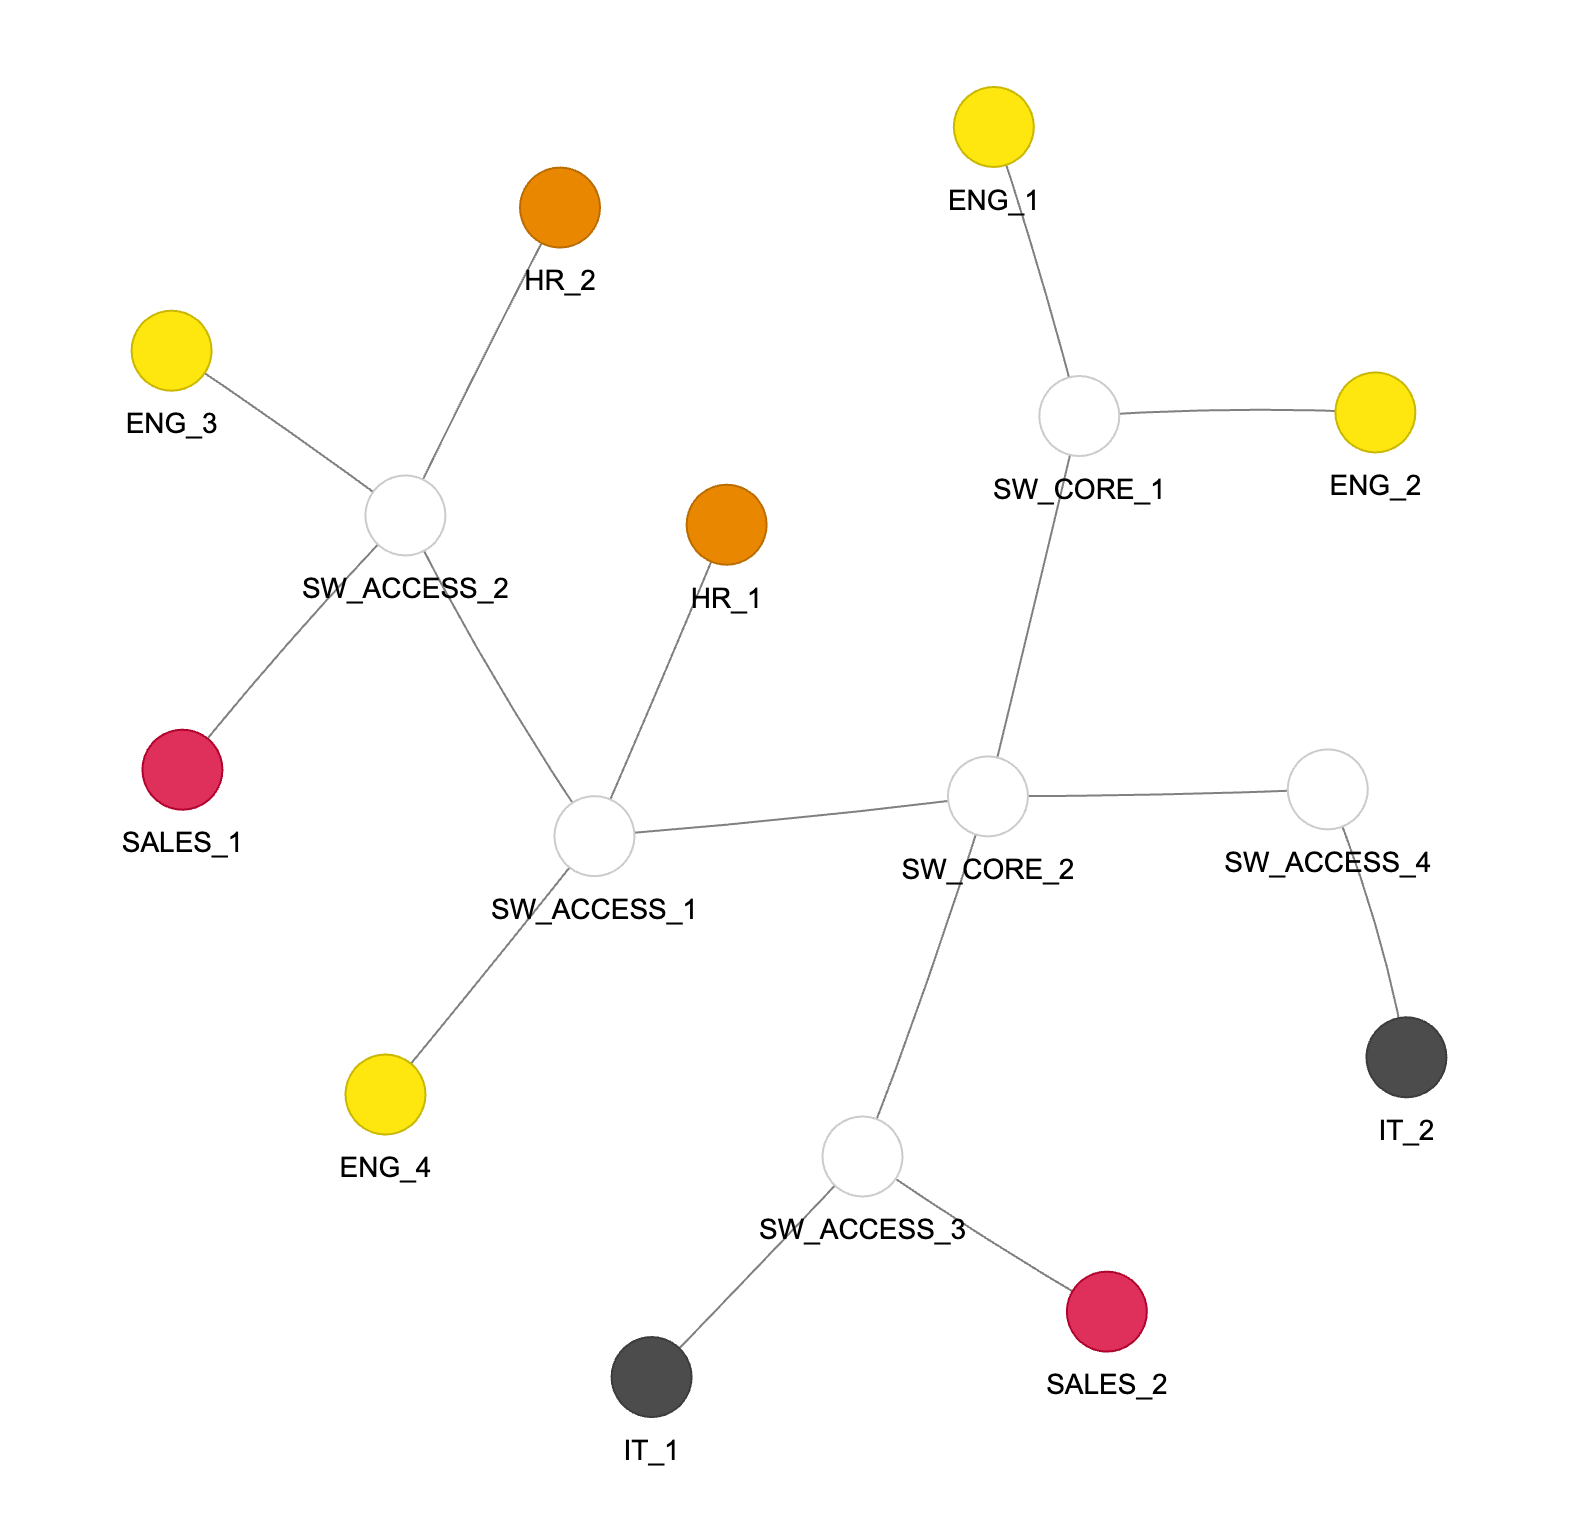 ENG_1
HR_2
ENG_3
ENG_2
SW_CORE_1
SW_ACCESS_2
HR_1
SALES_1
SW_ACCESS_4
SW_CORE_2
SW_ACCESS_1
IT_2
ENG_4
SW_ACCESS_3
SALES_2
IT_1